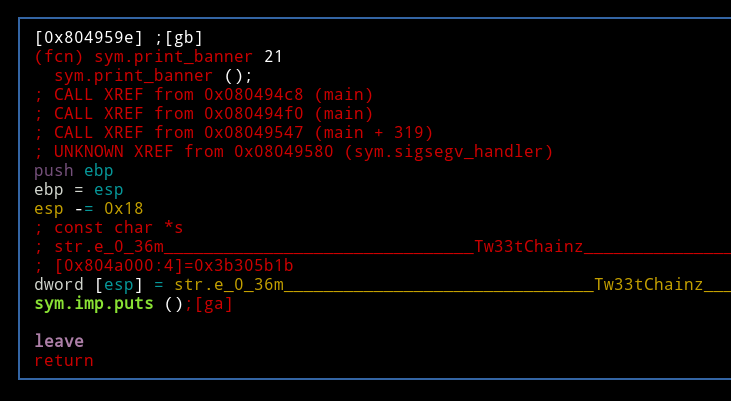 [0x804959e] ;[gb]
(fcn) sym.print_banner 21
sym.print_banner ();
; CALL XREF from 0x080494c8 (main)
; CALL XREF from 0x080494f0 (main)
; CALL XREF from 0x08049547 (main + 319)
; UNKNOWN XREF from 0x08049580 (sym.sigsegv_handler)
push ebp
ebp = esp
esp -= 0x18
; const char *s
; str.e_0_36m_______________________________Tw33tChainz_______________
; [0x804a000:4]=0x3b305b1b
dword [esp] = str.e_0_36m_______________________________Tw33tChainz___
sym.imp.puts ();[ga]
leave
return